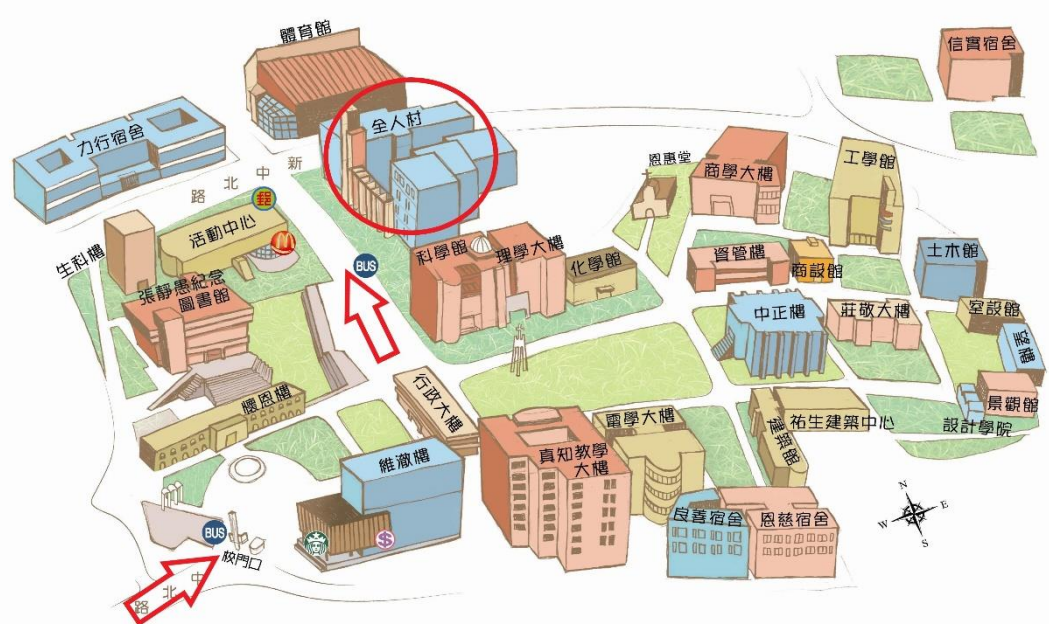 體育館
信實宿舍
全人村
力行宿舍
新
中
北
路
郵
恩惠堂
商學大樓
工學館
活動中心
生科樓
科學館
理學大樓
化學館
資管樓
商設館
土木館
BUS
張靜愚紀念
圖書館
中正樓
莊敬大樓
室設館
望樓
懷恩樓
行政大樓
景觀館
設計學院
電學大樓
祐生建築中心
建築館
真知教學
大樓
維澈樓
良善宿舍
恩慈宿舍
N
W
E
S
BUS
校門口
$
中
北
路